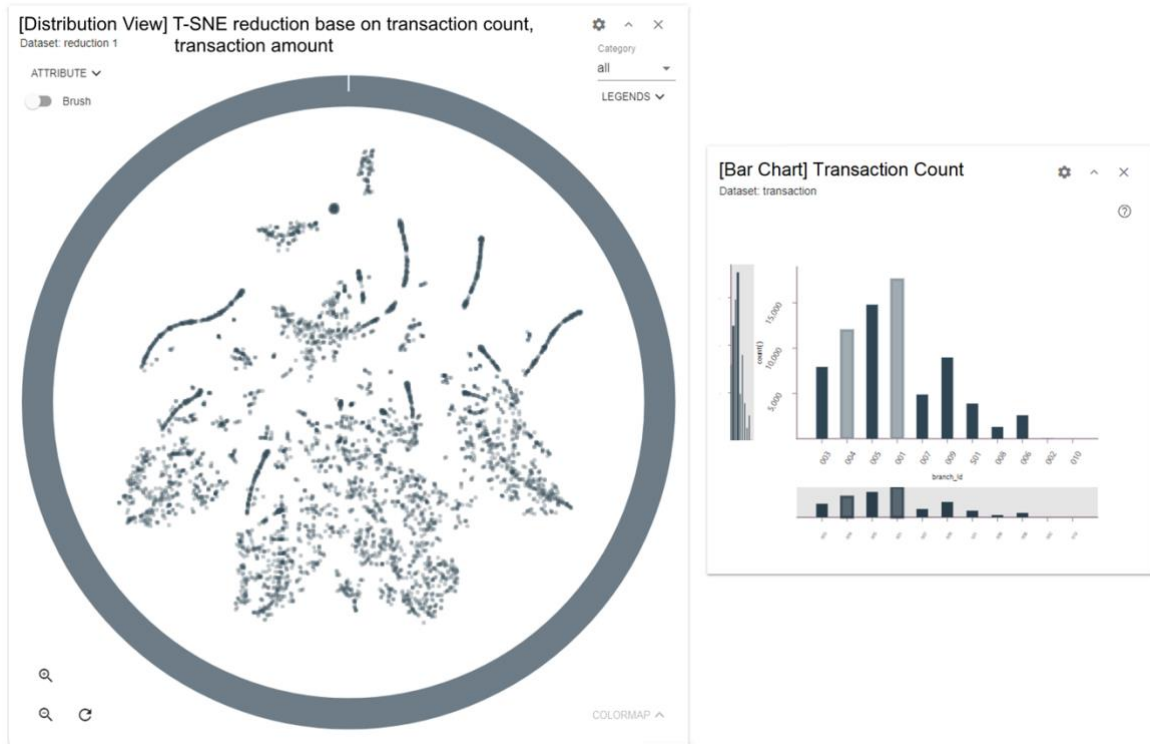 [Distribution View] T-SNE reduction base on transaction count,
transaction amount
Dataset: reduction 1
Category
all
ATTRIBUTE
LEGENDS
Brush
COLORMAP
[Bar Chart] Transaction Count
Dataset: transaction
15,000
10,000
5,000
count()
003 004 005 001 007 009 S01 008 006 002 010
branch_id